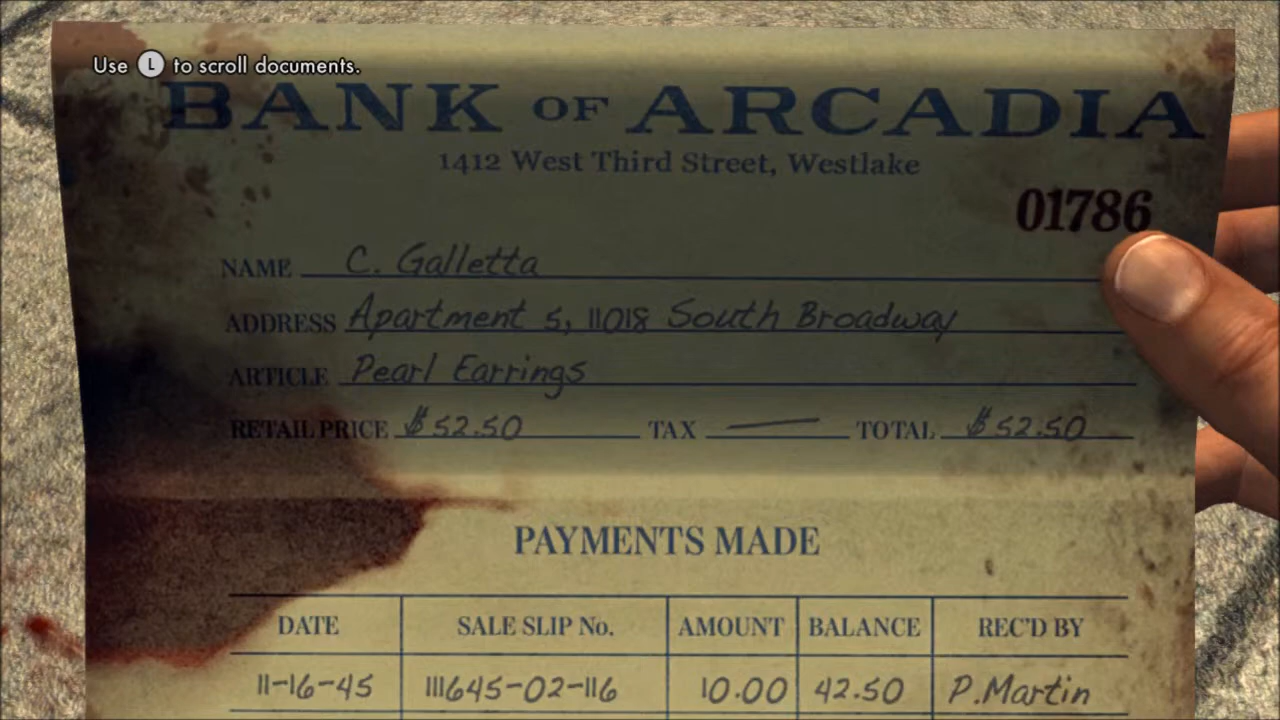 Use L to scroll documents.
BANK OF ARCADIA
1412 West Third Street, Westlake
01786
NAME C. Galletta
ADDRESS Apartment 5, 11018 South Broadway
ARTICLE Pearl Earrings
RETAIL PRICE $52.50 TAX — TOTAL $52.50
PAYMENTS MADE
DATE SALE SLIP No. AMOUNT BALANCE REC'D BY
11-16-45 111645-02-116 10.00 42.50 P.Martin